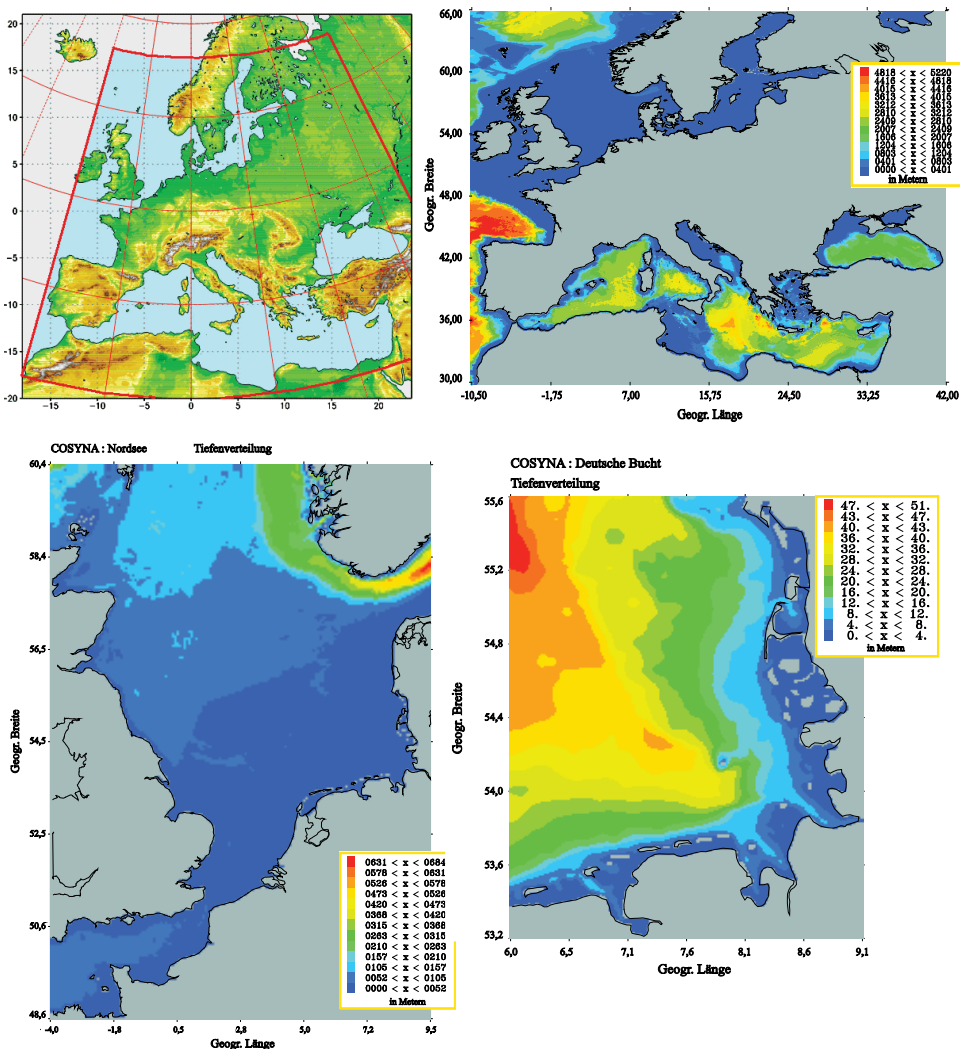 21
20
15
10
5
0
-5
-10
-15
-20
-15
-10
-5
0
5
10
15
20
66,00
60,00
54,00
48,00
42,00
36,00
30,00
Geogr. Breite
-10,50
-1,75
7,00
15,75
24,50
33,25
42,00
Geogr. Länge
4818 < x < 5220
4416 < x < 4818
4015 < x < 4416
3613 < x < 4015
3212 < x < 3613
2810 < x < 3212
2409 < x < 2810
2007 < x < 2409
1606 < x < 2007
1204 < x < 1606
0803 < x < 1204
0401 < x < 0803
0000 < x < 0401
in Metern
COSYNA : Nordsee Tiefenverteilung
60,4
58,4
56,5
54,5
52,5
50,6
48,6
Geogr. Breite
-4,0
-1,8
0,5
2,8
5,0
7,2
9,5
Geogr. Länge
0631 < x < 0684
0578 < x < 0631
0526 < x < 0578
0473 < x < 0526
0420 < x < 0473
0368 < x < 0420
0315 < x < 0368
0263 < x < 0315
0210 < x < 0263
0157 < x < 0210
0105 < x < 0157
0052 < x < 0105
0000 < x < 0052
in Metern
COSYNA : Deutsche Bucht
Tiefenverteilung
55,6
55,2
54,8
54,4
54,0
53,6
53,2
Geogr. Breite
6,0
6,5
7,1
7,6
8,1
8,6
9,1
Geogr. Länge
47. < x < 51.
43. < x < 47.
40. < x < 43.
36. < x < 40.
32. < x < 36.
28. < x < 32.
24. < x < 28.
20. < x < 24.
16. < x < 20.
12. < x < 16.
8. < x < 12.
4. < x < 8.
0. < x < 4.
in Metern